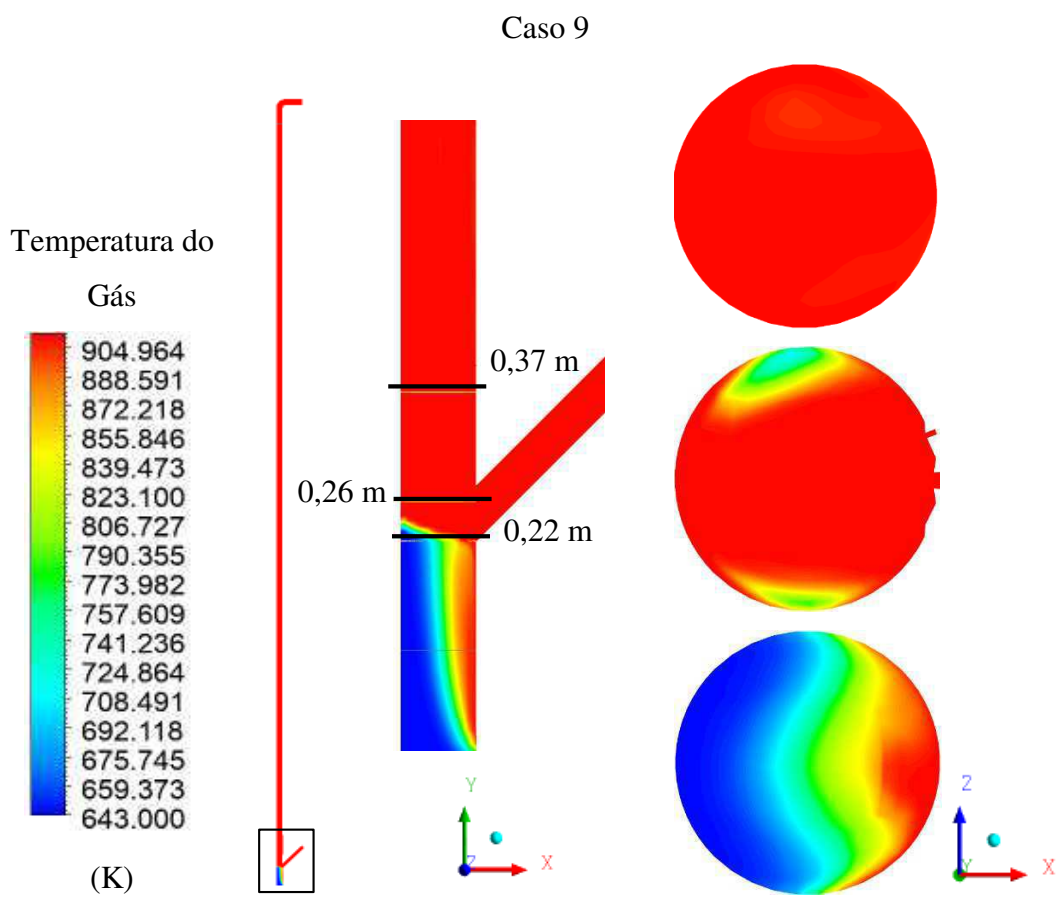 Caso 9
Temperatura do
Gás
904.964
888.591
872.218
855.846
839.473
823.100
806.727
790.355
773.982
757.609
741.236
724.864
708.491
692.118
675.745
659.373
643.000
(K)
0,37 m
0,26 m
0,22 m
Y
Z
X
Z
Y
X